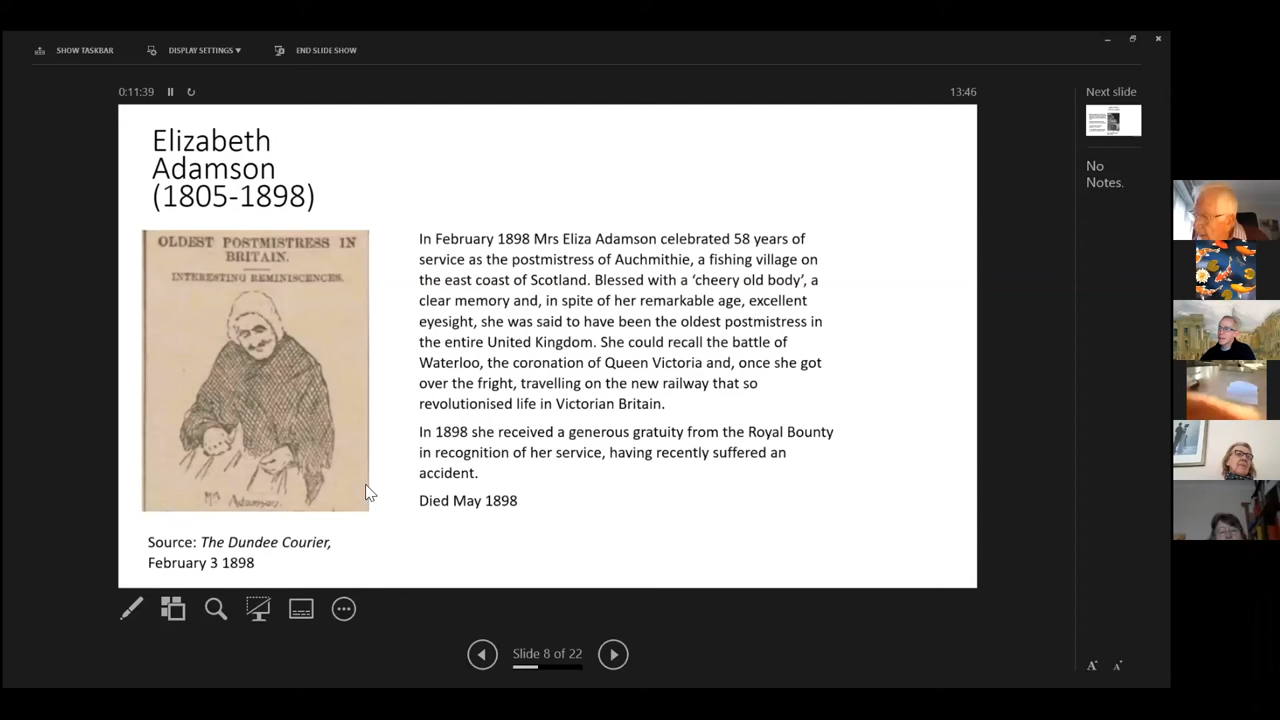 SHOW TASKBAR
DISPLAY SETTINGS ▾
END SLIDE SHOW
0:11:39
13:46
Next slide
Elizabeth
Adamson
(1805-1898)
OLDEST POSTMISTRESS IN
BRITAIN.
INTERESTING REMINISCENCES.
Mrs Adamson.
Source: The Dundee Courier,
February 3 1898
In February 1898 Mrs Eliza Adamson celebrated 58 years of
service as the postmistress of Auchmithie, a fishing village on
the east coast of Scotland. Blessed with a ‘cheery old body’, a
clear memory and, in spite of her remarkable age, excellent
eyesight, she was said to have been the oldest postmistress in
the entire United Kingdom. She could recall the battle of
Waterloo, the coronation of Queen Victoria and, once she got
over the fright, travelling on the new railway that so
revolutionised life in Victorian Britain.
In 1898 she received a generous gratuity from the Royal Bounty
in recognition of her service, having recently suffered an
accident.
Died May 1898
No
Notes.
Slide 8 of 22
A A